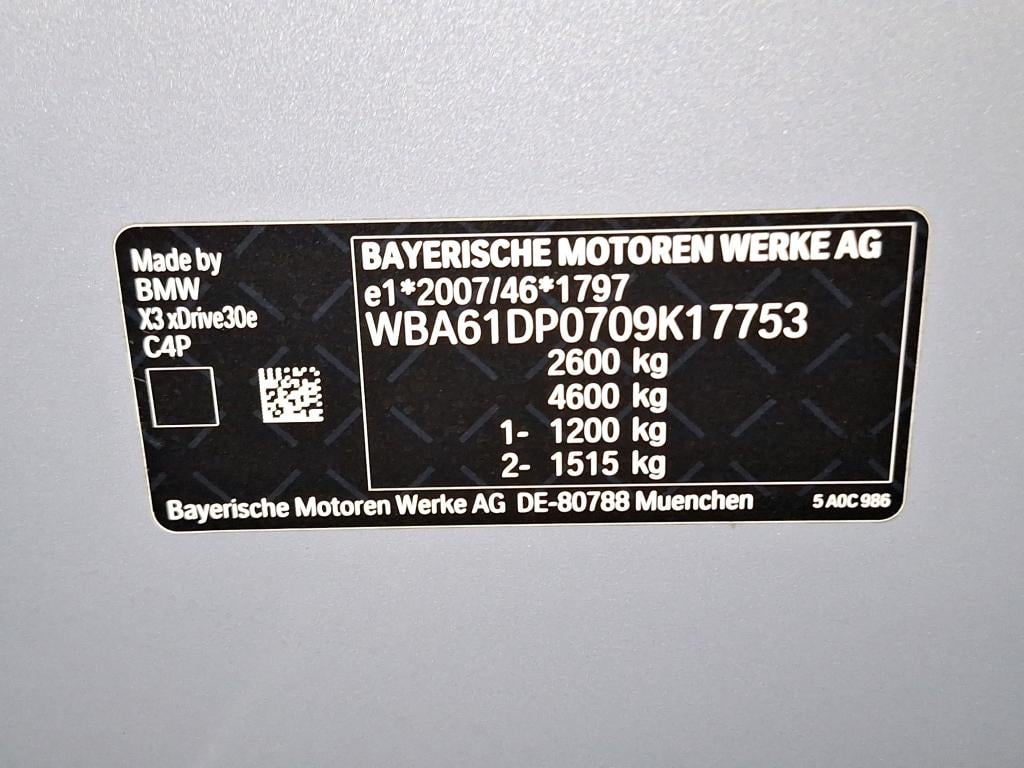 Made by
BMW
X3 xDrive30e
C4P
BAYERISCHE MOTOREN WERKE AG
e1*2007/46*1797
WBA61DP0709K17753
2600 kg
4600 kg
1- 1200 kg
2- 1515 kg
Bayerische Motoren Werke AG DE-80788 Muenchen
5 A0C 986